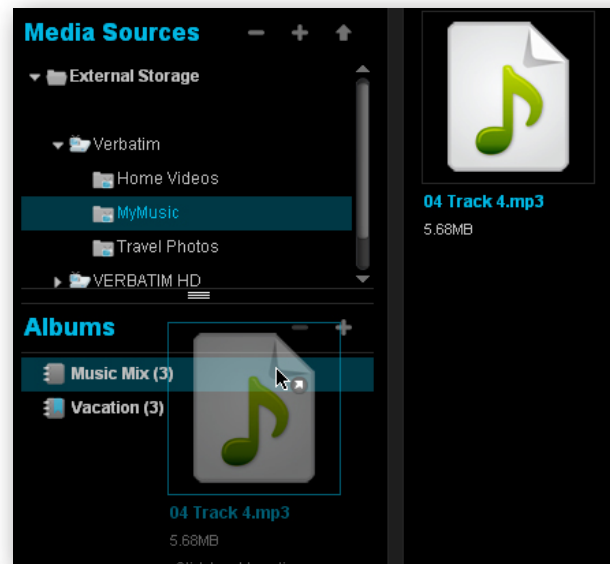 Media Sources
External Storage
Verbatim
Home Videos
MyMusic
Travel Photos
VERBATIM HD
Albums
Music Mix (3)
Vacation (3)
04 Track 4.mp3
5.68MB
04 Track 4.mp3
5.68MB